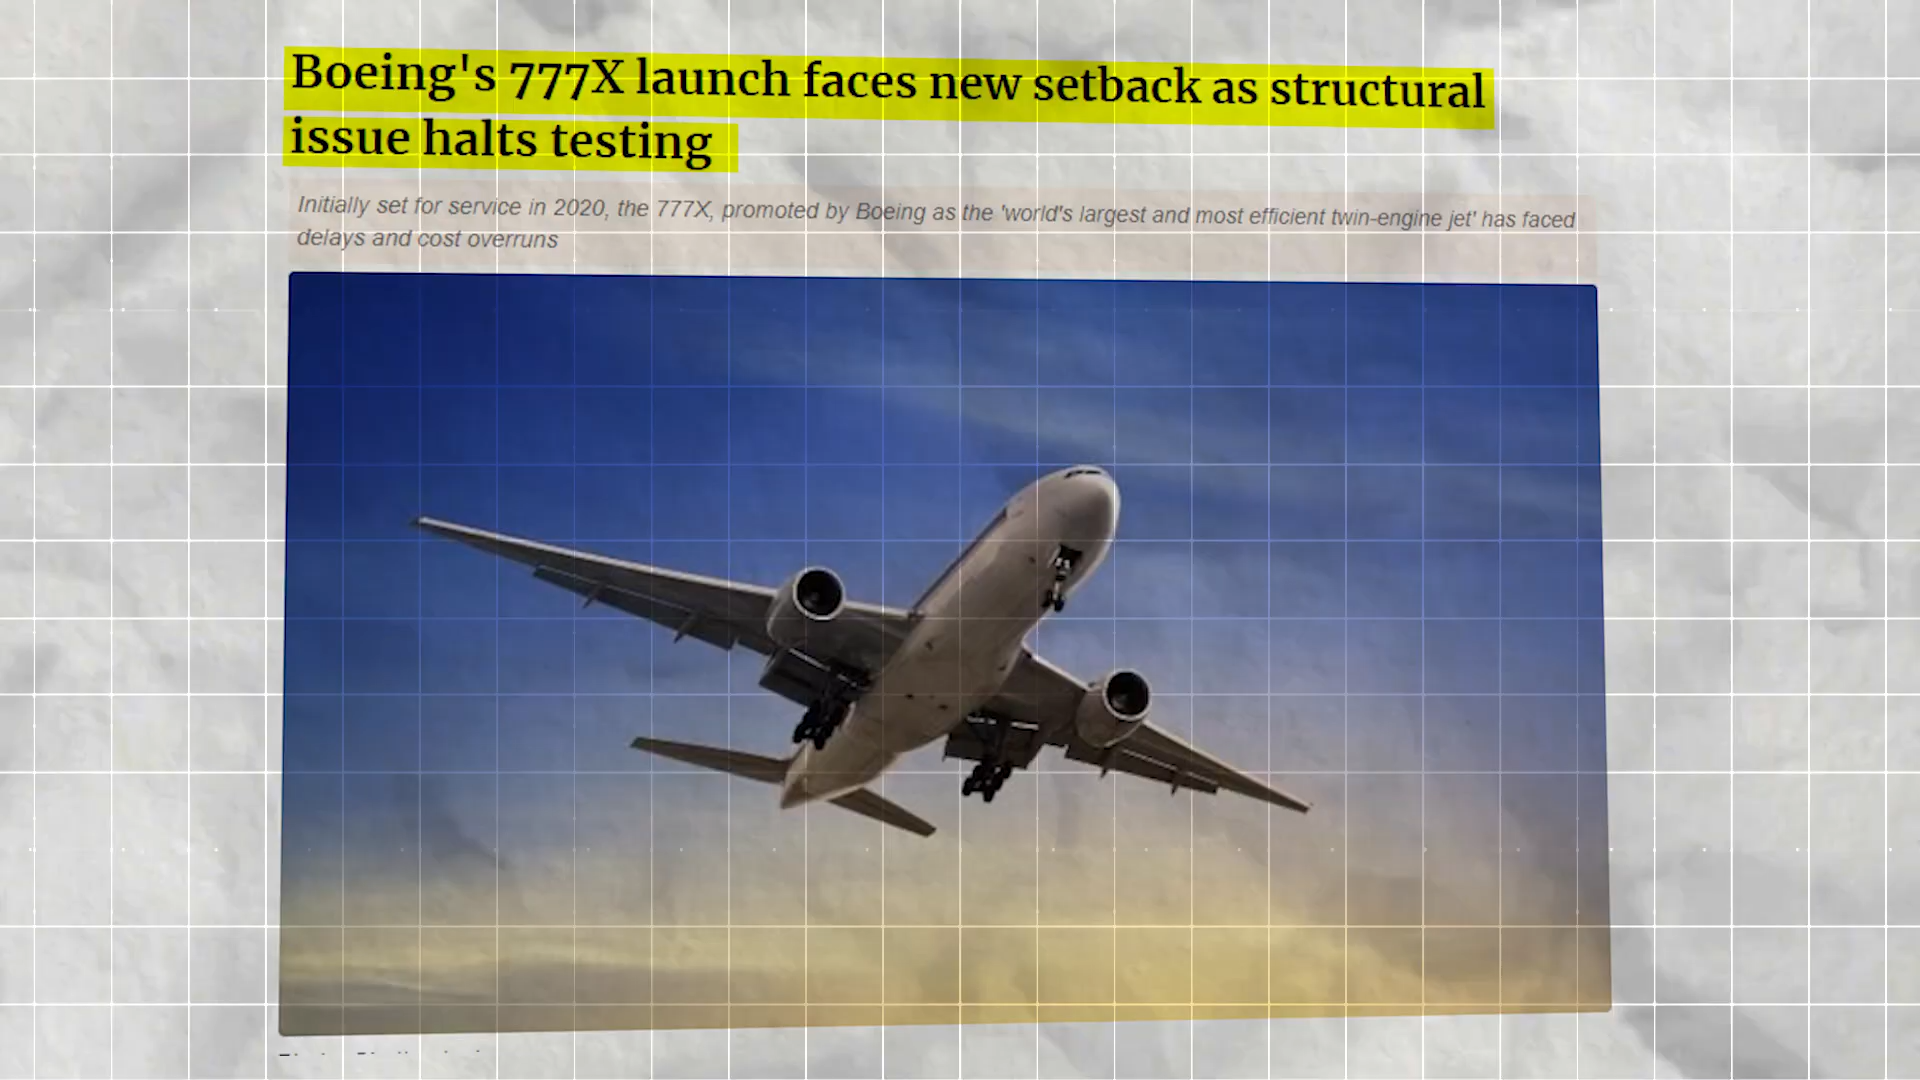 Boeing's 777X launch faces new setback as structural
issue halts testing
Initially set for service in 2020, the 777X, promoted by Boeing as the 'world's largest and most efficient twin-engine jet' has faced
delays and cost overruns